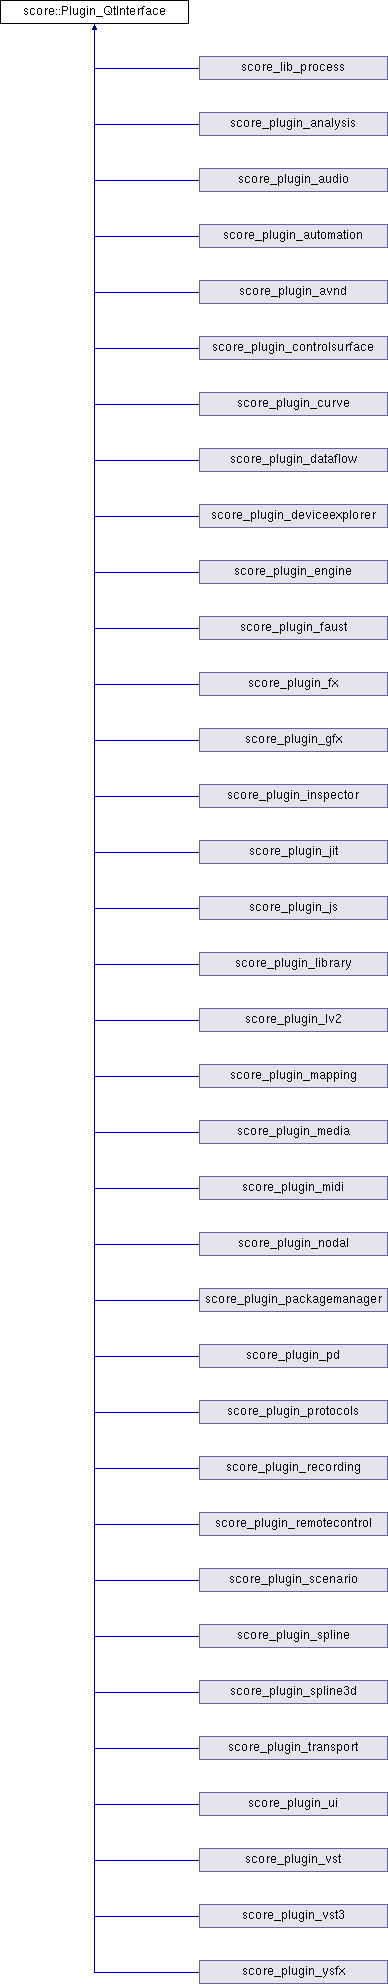 score::Plugin_QtInterface
score_lib_process
score_plugin_analysis
score_plugin_audio
score_plugin_automation
score_plugin_avnd
score_plugin_controlsurface
score_plugin_curve
score_plugin_dataflow
score_plugin_deviceexplorer
score_plugin_engine
score_plugin_faust
score_plugin_fx
score_plugin_gfx
score_plugin_inspector
score_plugin_jit
score_plugin_js
score_plugin_library
score_plugin_lv2
score_plugin_mapping
score_plugin_media
score_plugin_midi
score_plugin_nodal
score_plugin_packagemanager
score_plugin_pd
score_plugin_protocols
score_plugin_recording
score_plugin_remotecontrol
score_plugin_scenario
score_plugin_spline
score_plugin_spline3d
score_plugin_transport
score_plugin_ui
score_plugin_vst
score_plugin_vst3
score_plugin_ysfx